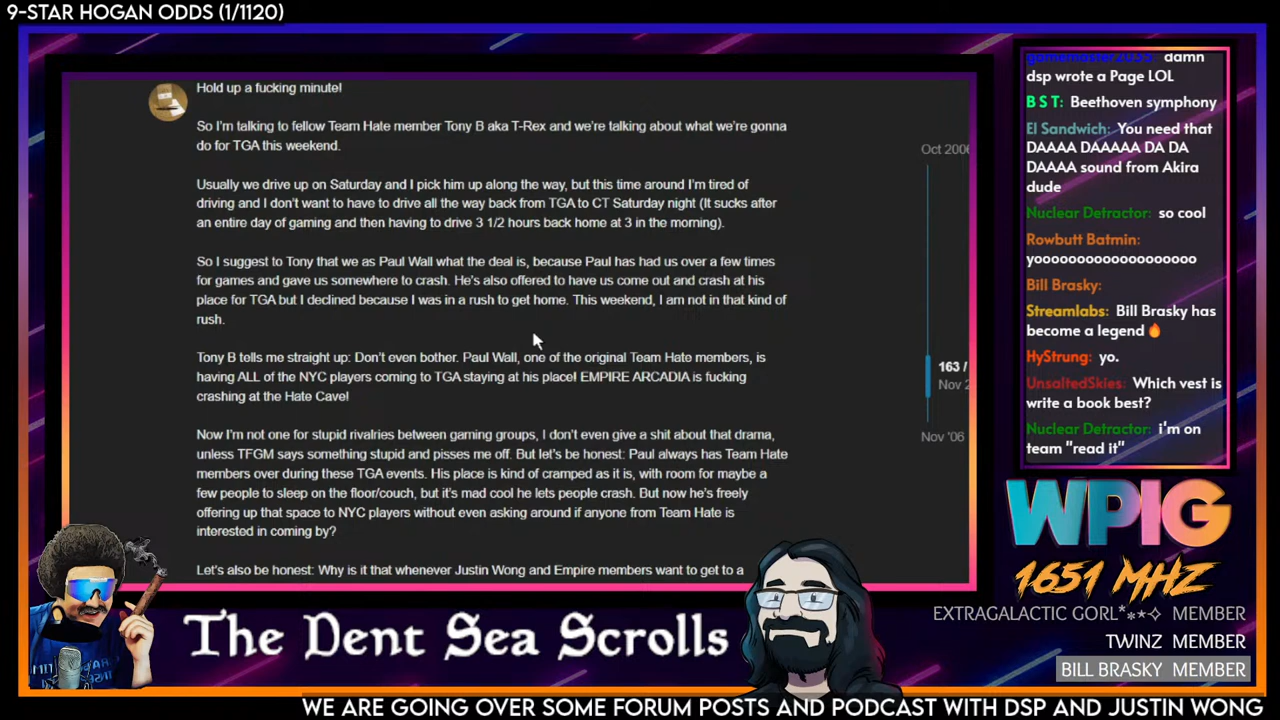 9-STAR HOGAN ODDS (1/1120)
Hold up a fucking minute!
So I'm talking to fellow Team Hate member Tony B aka T-Rex and we're talking about what we're gonna
do for TGA this weekend.
Usually we drive up on Saturday and I pick him up along the way, but this time around I'm tired of
driving and I don't want to have to drive all the way back from TGA to CT Saturday night (It sucks after
an entire day of gaming and then having to drive 3 1/2 hours back home at 3 in the morning).
So I suggest to Tony that we as Paul Wall what the deal is, because Paul has had us over a few times
for games and gave us somewhere to crash. He's also offered to have us come out and crash at his
place for TGA but I declined because I was in a rush to get home. This weekend, I am not in that kind of
rush.
Tony B tells me straight up: Don't even bother. Paul Wall, one of the original Team Hate members, is
having ALL of the NYC players coming to TGA staying at his place! EMPIRE ARCADIA is fucking
crashing at the Hate Cave!
Now I'm not one for stupid rivalries between gaming groups, I don't even give a shit about that drama,
unless TFGM says something stupid and pisses me off. But let's be honest: Paul always has Team Hate
members over during these TGA events. His place is kind of cramped as it is, with room for maybe a
few people to sleep on the floor/couch, but it's mad cool he lets people crash. But now he's freely
offering up that space to NYC players without even asking around if anyone from Team Hate is
interested in coming by?
Let's also be honest: Why is it that whenever Justin Wong and Empire members want to get to a
Oct 2006
163 /
Nov 2
Nov '06
damn
dsp wrote a Page LOL
B S T: Beethoven symphony
El Sandwich: You need that
DAAAA DAAAAA DA DA
DAAAA sound from Akira
dude
Nuclear Detractor: so cool
Rowbutt Batmin:
yooooooooooooooooooo
Bill Brasky:
Streamlabs: Bill Brasky has
become a legend🔥
HyStrung: yo.
UnsaltedSkies: Which vest is
write a book best?
Nuclear Detractor: i'm on
team "read it"
WPIG
1651 MHZ
EXTRAGALACTIC GORL*⁎⋆✧ MEMBER
TWINZ MEMBER
BILL BRASKY MEMBER
The Dent Sea Scrolls
WE ARE GOING OVER SOME FORUM POSTS AND PODCAST WITH DSP AND JUSTIN WONG